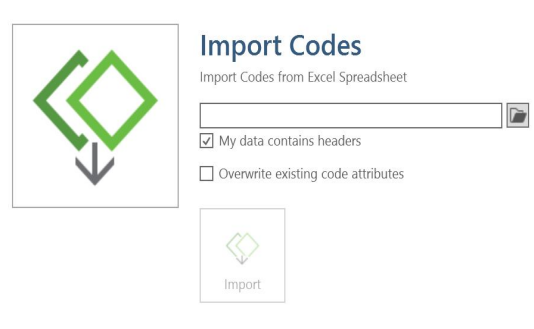 Import Codes
Import Codes from Excel Spreadsheet
My data contains headers
Overwrite existing code attributes
Import